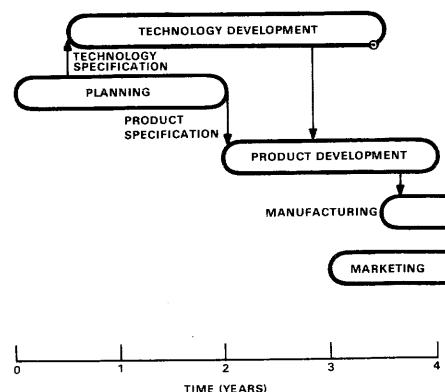 TECHNOLOGY DEVELOPMENT
TECHNOLOGY
SPECIFICATION
PLANNING
PRODUCT
SPECIFICATION
PRODUCT DEVELOPMENT
MANUFACTURING
MARKETING
0 1 2 3 4
TIME (YEARS)